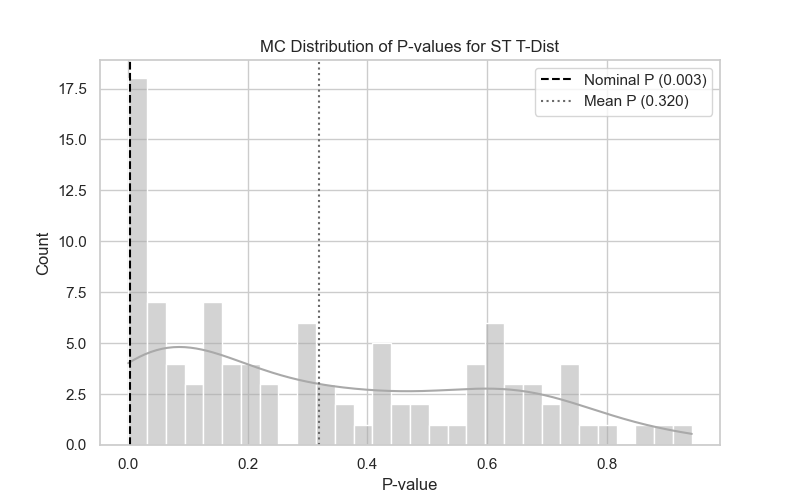 MC Distribution of P-values for ST T-Dist
Nominal P (0.003)
Mean P (0.320)
17.5
15.0
12.5
10.0
7.5
5.0
2.5
0.0
Count
0.0 0.2 0.4 0.6 0.8
P-value